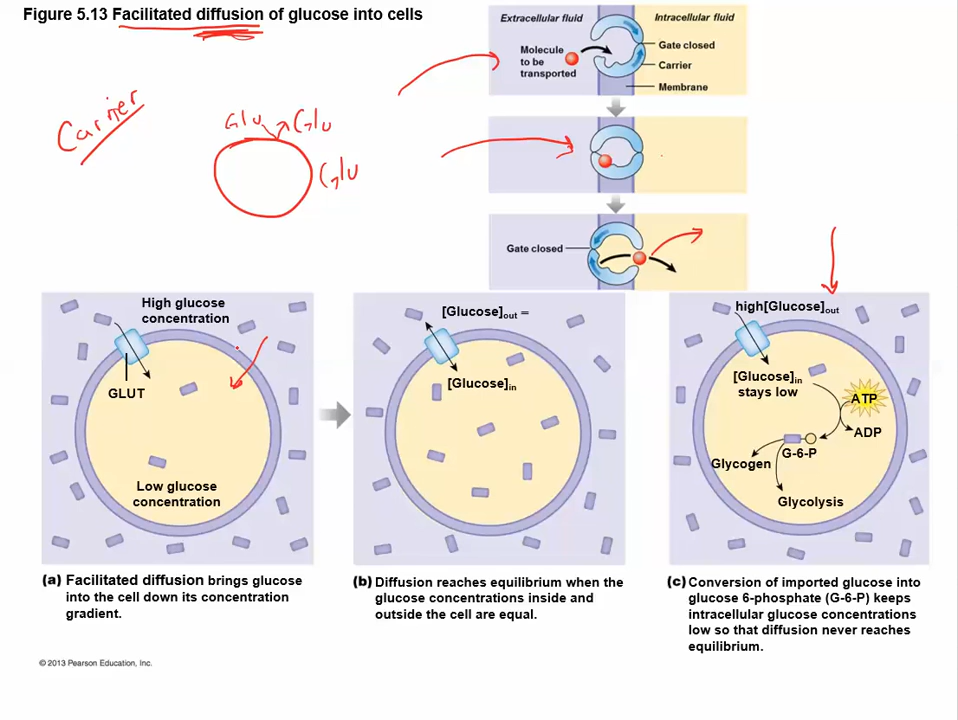 Figure 5.13 Facilitated diffusion of glucose into cells
Carrier
Glu
Glu
Glu
Extracellular fluid
Intracellular fluid
Molecule
to be
transported
Gate closed
Carrier
Membrane
Gate closed
High glucose
concentration
GLUT
Low glucose
concentration
[Glucose]out =
[Glucose]in
high[Glucose]out
[Glucose]in
stays low
ATP
ADP
G-6-P
Glycogen
Glycolysis
(a) Facilitated diffusion brings glucose
into the cell down its concentration
gradient.
(b) Diffusion reaches equilibrium when the
glucose concentrations inside and
outside the cell are equal.
(c) Conversion of imported glucose into
glucose 6-phosphate (G-6-P) keeps
intracellular glucose concentrations
low so that diffusion never reaches
equilibrium.
© 2013 Pearson Education, Inc.